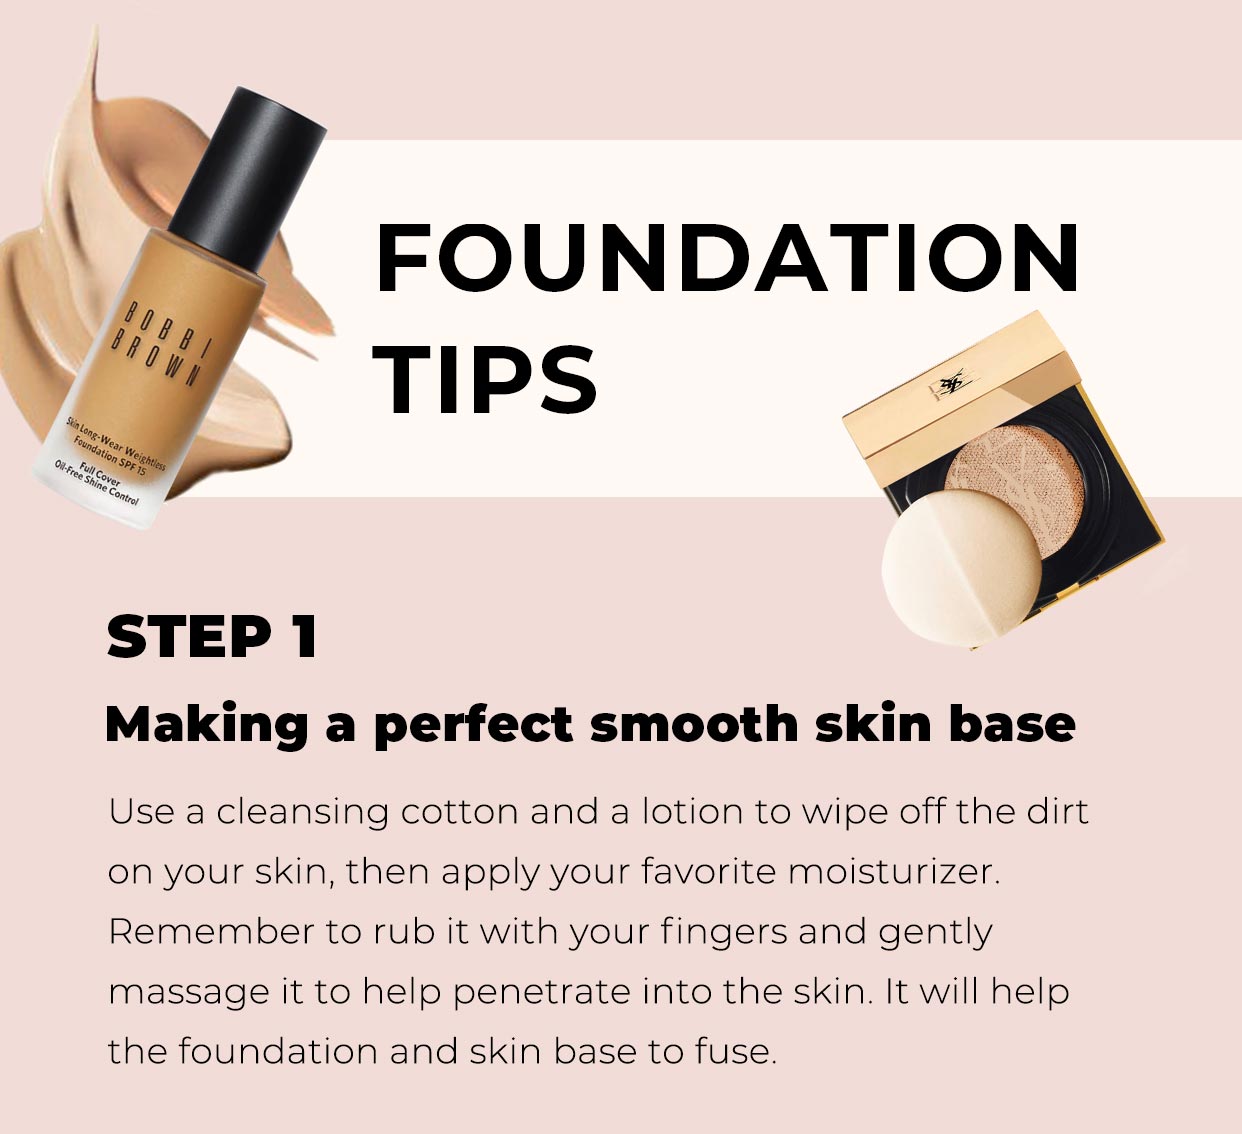 FOUNDATION
TIPS
BOBBI
BROWN
Skin Long-Wear Weightless
Foundation SPF 15
Full Cover
Oil-Free Shine Control
YSL
STEP 1
Making a perfect smooth skin base
Use a cleansing cotton and a lotion to wipe off the dirt
on your skin, then apply your favorite moisturizer.
Remember to rub it with your fingers and gently
massage it to help penetrate into the skin. It will help
the foundation and skin base to fuse.